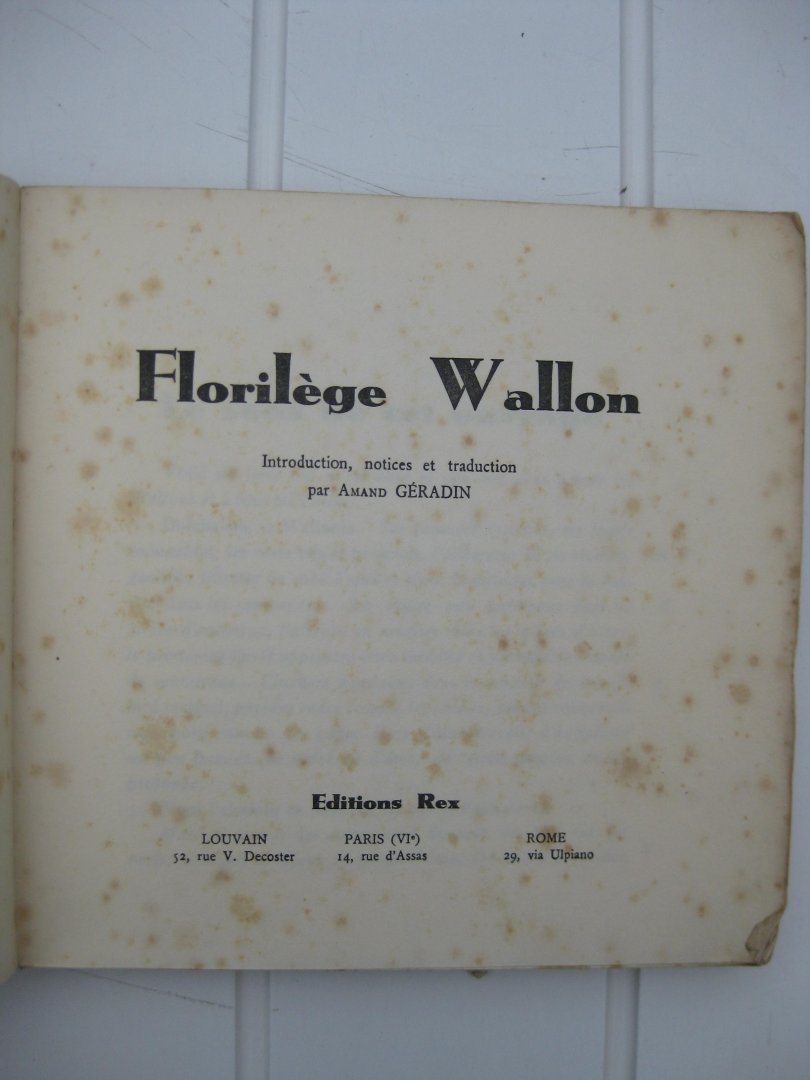 Florilège Wallon
Introduction, notices et traduction
par Amand GÉRADIN
Editions Rex
LOUVAIN PARIS (VIe) ROME
52, rue V. Decoster 14, rue d'Assas 29, via Ulpiano